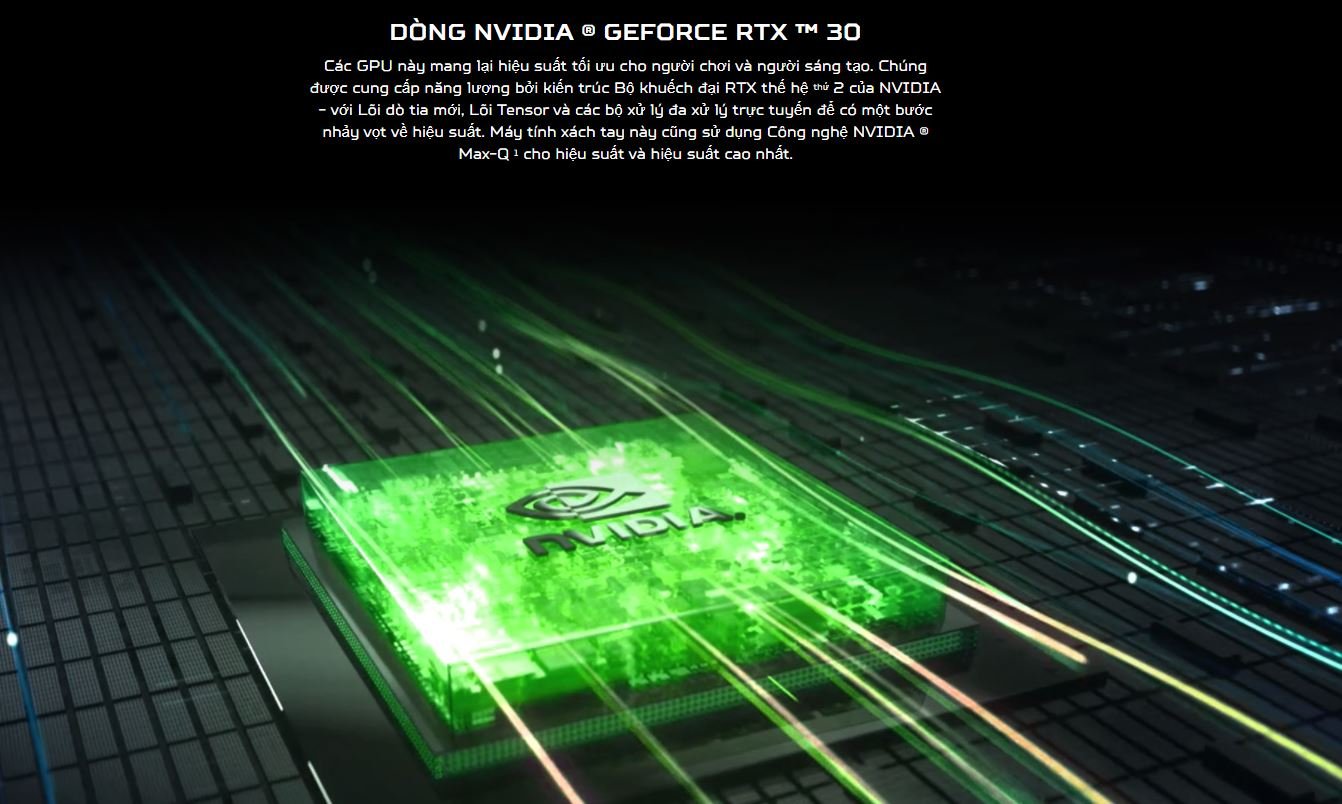 DÒNG NVIDIA ® GEFORCE RTX ™ 30
Các GPU này mang lại hiệu suất tối ưu cho người chơi và người sáng tạo. Chúng
được cung cấp năng lượng bởi kiến trúc Bộ khuếch đại RTX thế hệ thứ 2 của NVIDIA
- với Lõi dò tia mới, Lõi Tensor và các bộ xử lý đa xử lý trực tuyến để có một bước
nhảy vọt về hiệu suất. Máy tính xách tay này cũng sử dụng Công nghệ NVIDIA ®
Max-Q ¹ cho hiệu suất và hiệu suất cao nhất.
NVIDIA.